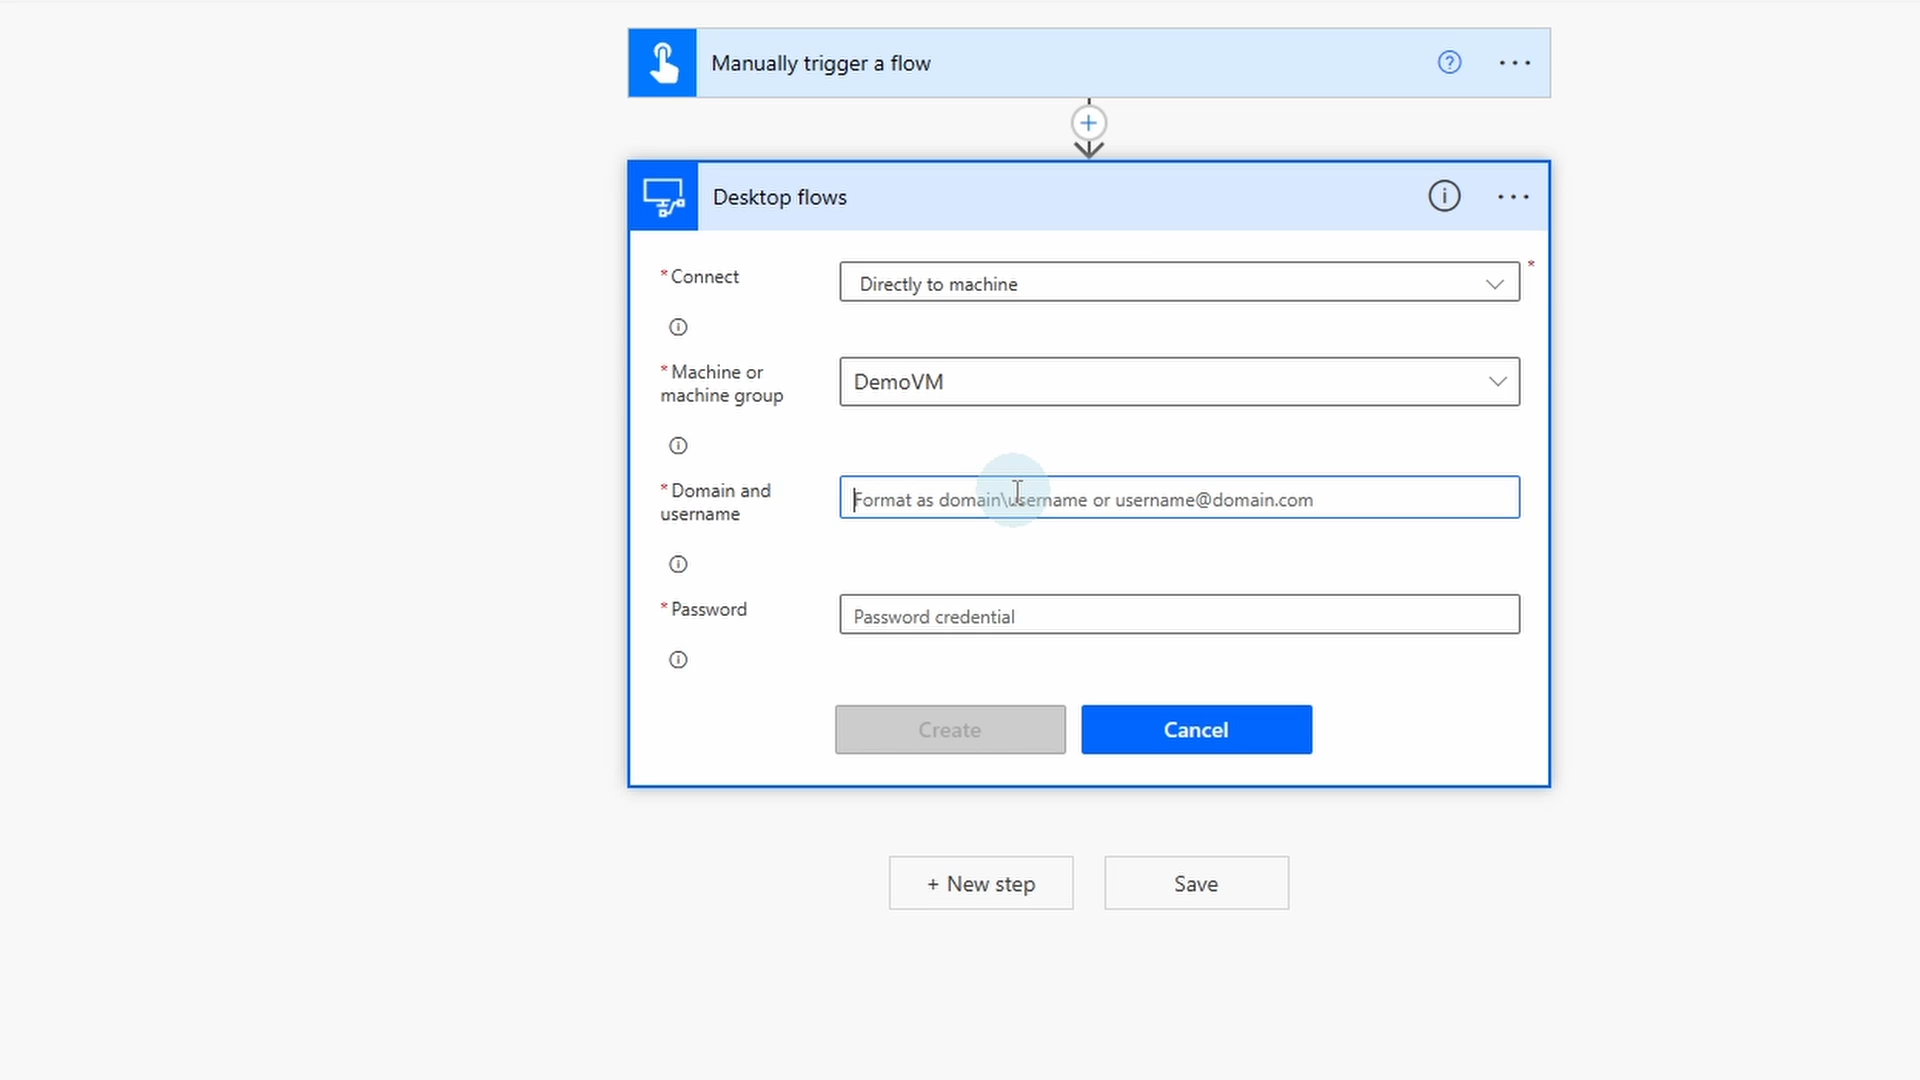 Manually trigger a flow
Desktop flows
* Connect
Directly to machine
*
* Machine or
machine group
DemoVM
* Domain and
username
Format as domain\username or username@domain.com
* Password
Password credential
Create
Cancel
+ New step
Save